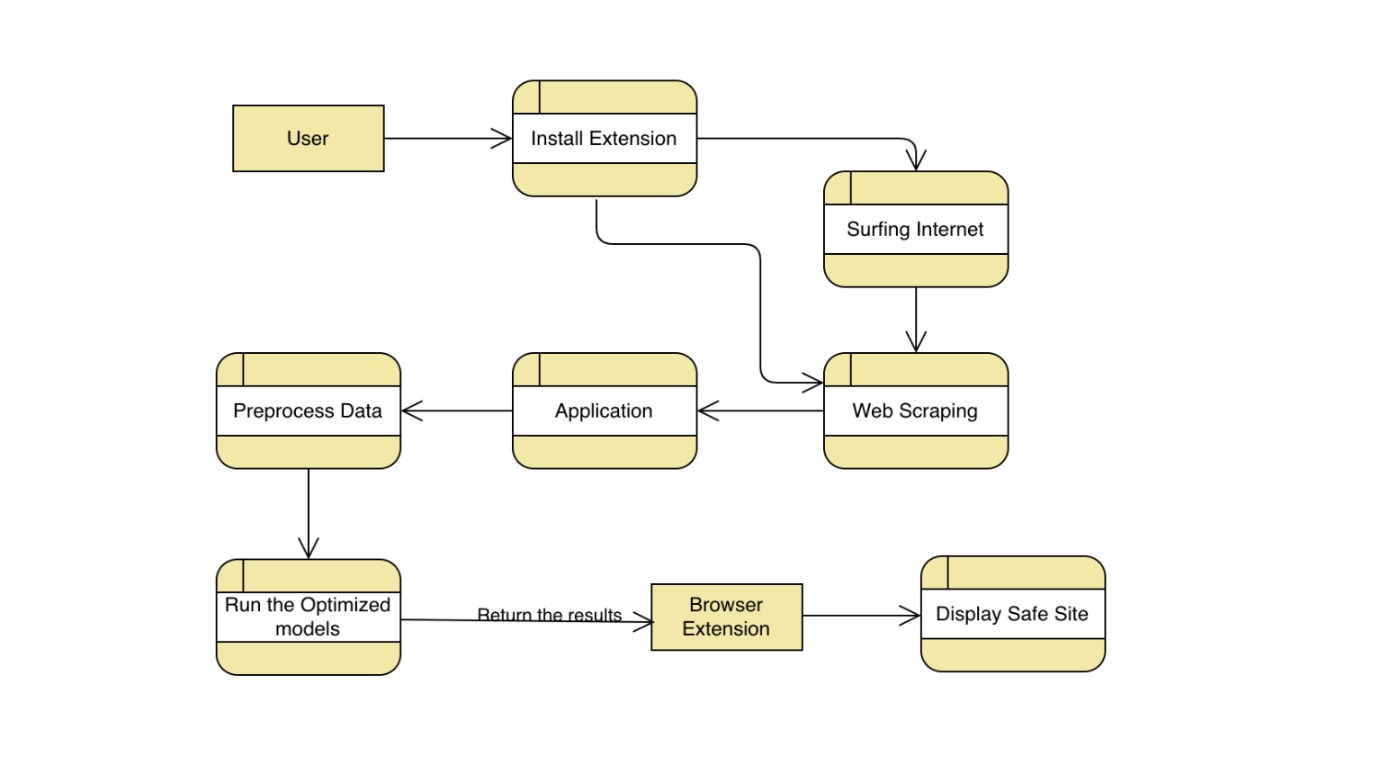 User
Install Extension
Surfing Internet
Preprocess Data
Application
Web Scraping
Run the Optimized
models
Return the results
Browser
Extension
Display Safe Site